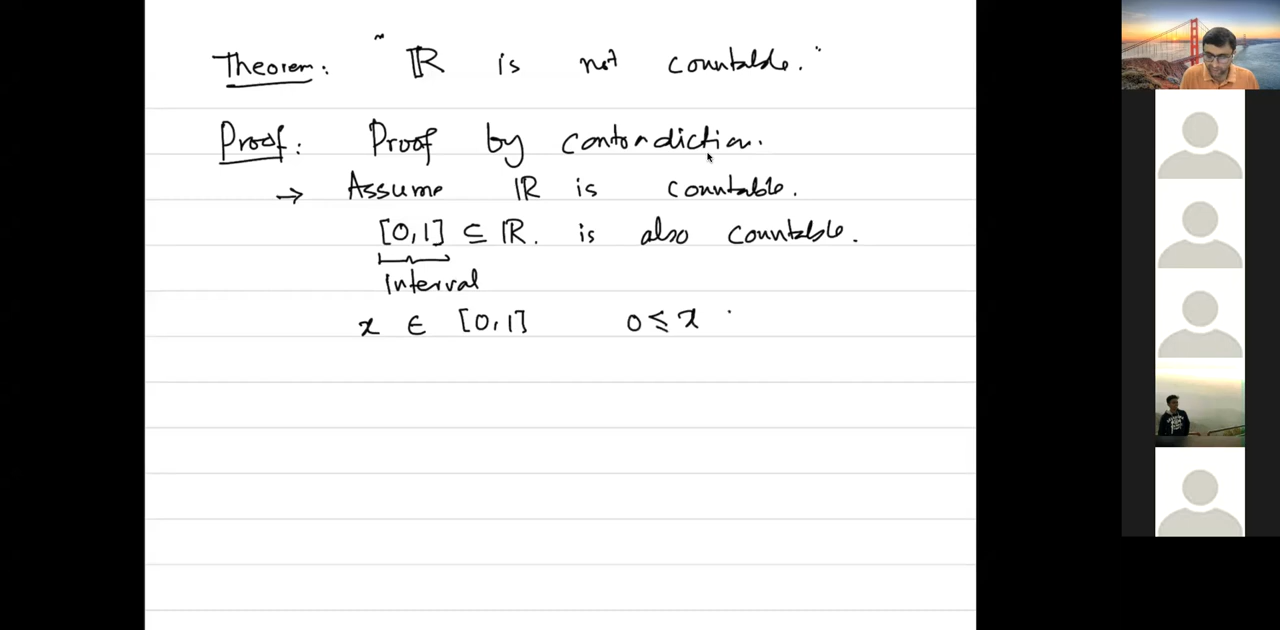 Theorem: "ℝ is not countable."
Proof: Proof by contordiction.
→ Assume ℝ is countable.
[0,1] ⊆ ℝ. is also countable.
Interval
x ∈ [0,1] 0 ≤ x